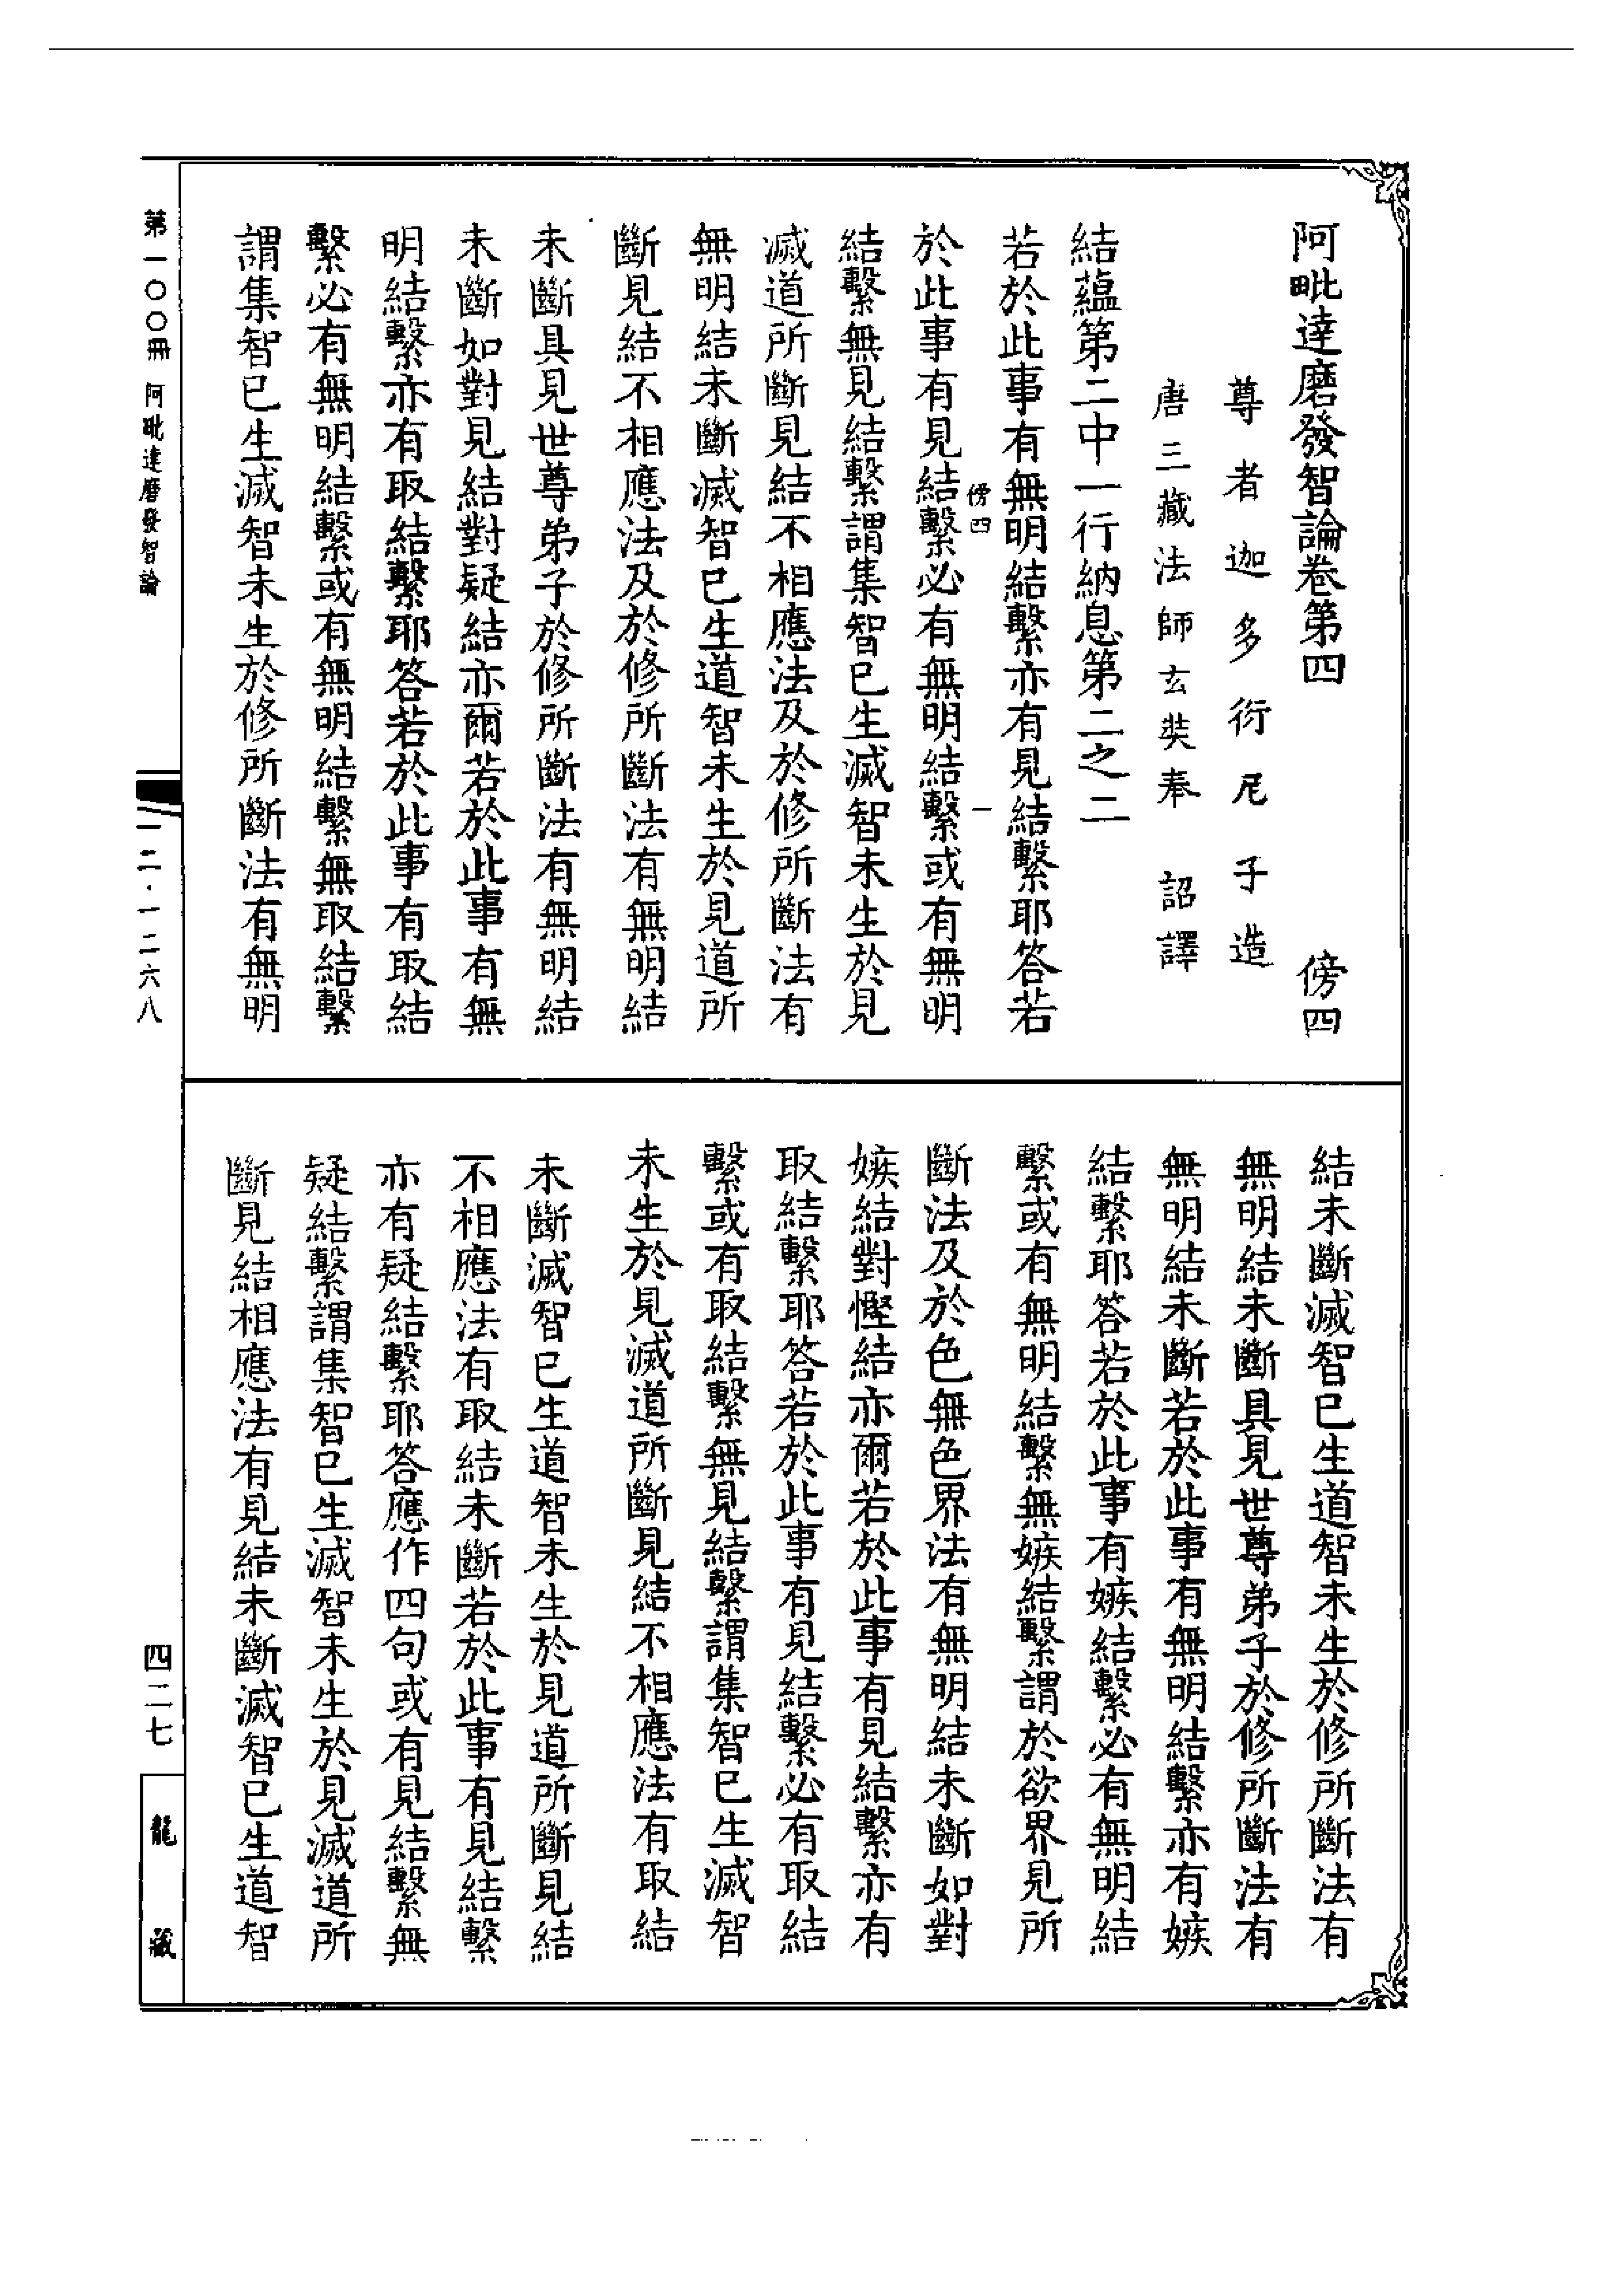 阿毗達磨發智論卷第四　傍四
尊者迦多衍尼子造
唐三藏法師玄奘奉　詔譯
結蘊第二中一行納息第二之二
若於此事有無明結繫亦有見結繫耶答若
傍四　一
於此事有見結繫必有無明結繫或有無明
結繫無見結繫謂集智已生滅智未生於見
滅道所斷見結不相應法及於修所斷法有
無明結未斷滅智已生道智未生於見道所
斷見結不相應法及於修所斷法有無明結
未斷具見世尊弟子於修所斷法有無明結
未斷如對見結對疑結亦爾若於此事有無
明結繫亦有取結繫耶答若於此事有取結
繫必有無明結繫或有無明結繫無取結繫
謂集智已生滅智未生於修所斷法有無明
結未斷滅智已生道智未生於修所斷法有
無明結未斷具見世尊弟子於修所斷法有
無明結未斷若於此事有無明結繫亦有嫉
結繫耶答若於此事有嫉結繫必有無明結
繫或有無明結繫無嫉結繫謂於欲界見所
斷法及於色無色界法有無明結未斷如對
嫉結對慳結亦爾若於此事有見結繫亦有
取結繫耶答若於此事有見結繫必有取結
繫或有取結繫無見結繫謂集智已生滅智
未生於見滅道所斷見結不相應法有取結
未斷滅智已生道智未生於見道所斷見結
不相應法有取結未斷若於此事有見結繫
亦有疑結繫耶答應作四句或有見結繫無
疑結繫謂集智已生滅智未生於見滅道所
斷見結相應法有見結未斷滅智已生道智
第一〇〇冊　阿毗達磨發智論
一二·一二六八
四二七
龍藏